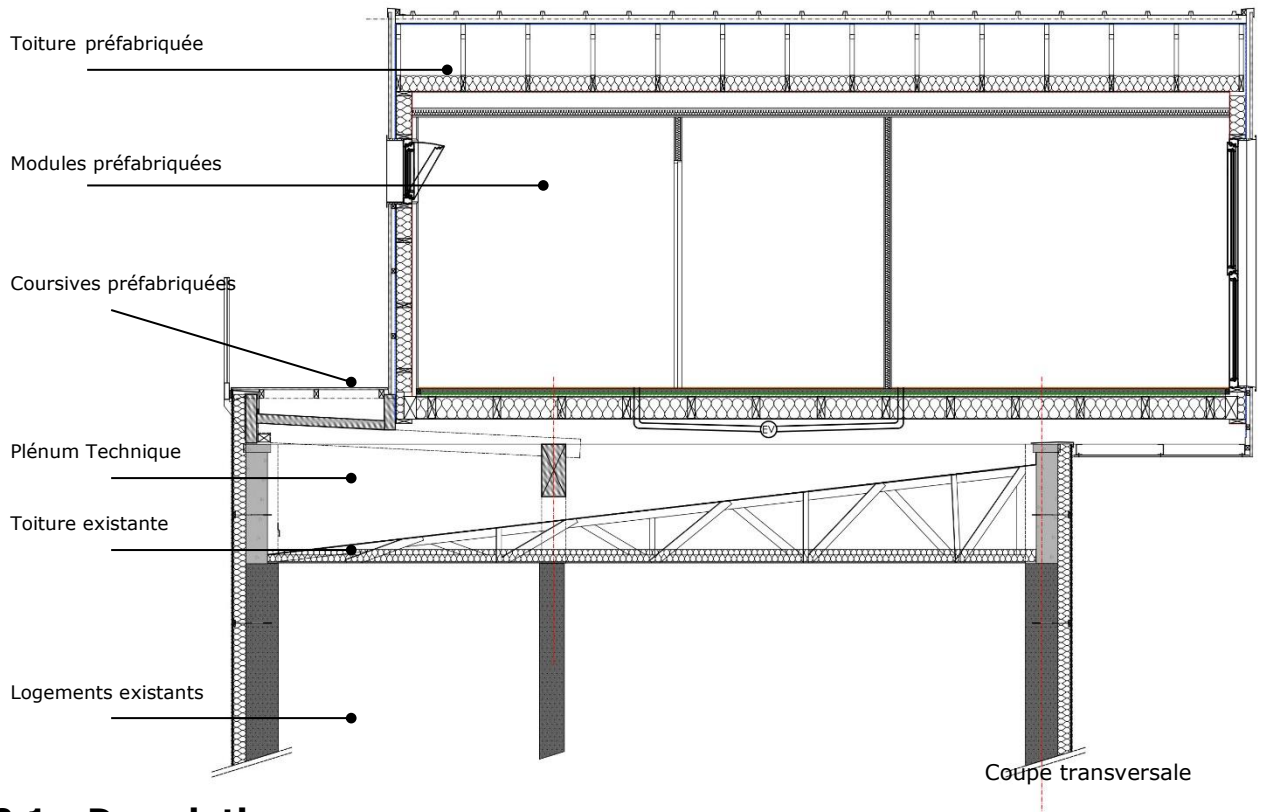 Toiture préfabriquée
Modules préfabriquées
Coursives préfabriquées
Plénum Technique
EV
Toiture existante
Logements existants
Coupe transversale